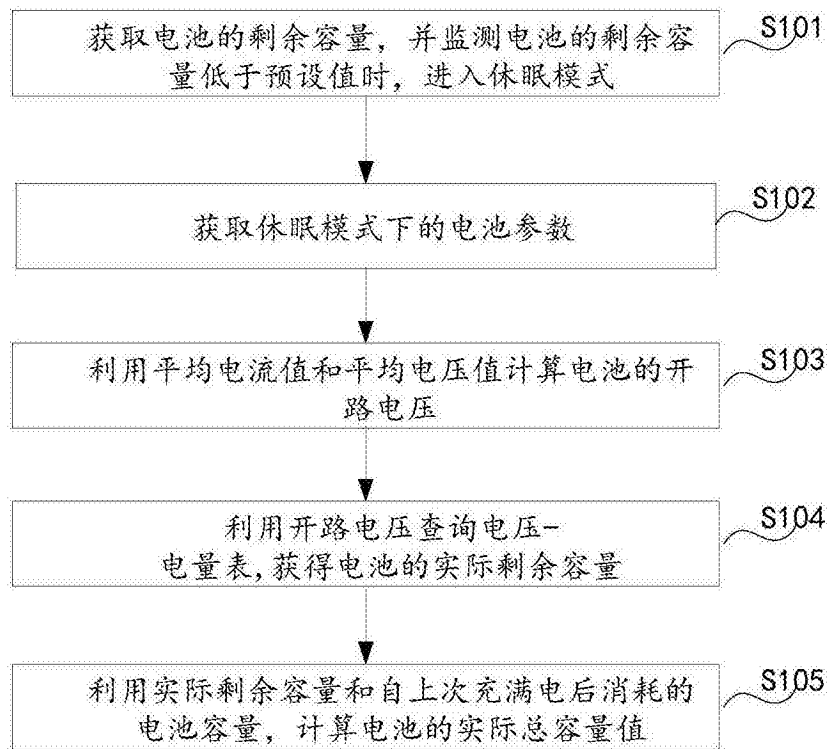 获取电池的剩余容量，并监测电池的剩余容
量低于预设值时，进入休眠模式
S101
获取休眠模式下的电池参数
S102
利用平均电流值和平均电压值计算电池的开
路电压
S103
利用开路电压查询电压-
电量表,获得电池的实际剩余容量
S104
利用实际剩余容量和自上次充满电后消耗的
电池容量，计算电池的实际总容量值
S105